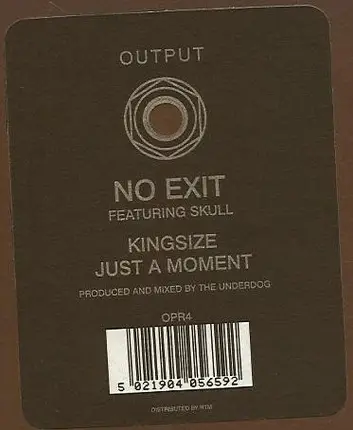 OUTPUT
NO EXIT
FEATURING SKULL
KINGSIZE
JUST A MOMENT
PRODUCED AND MIXED BY THE UNDERDOG
OPR4
5 021904 056592
DISTRIBUTED BY RTM